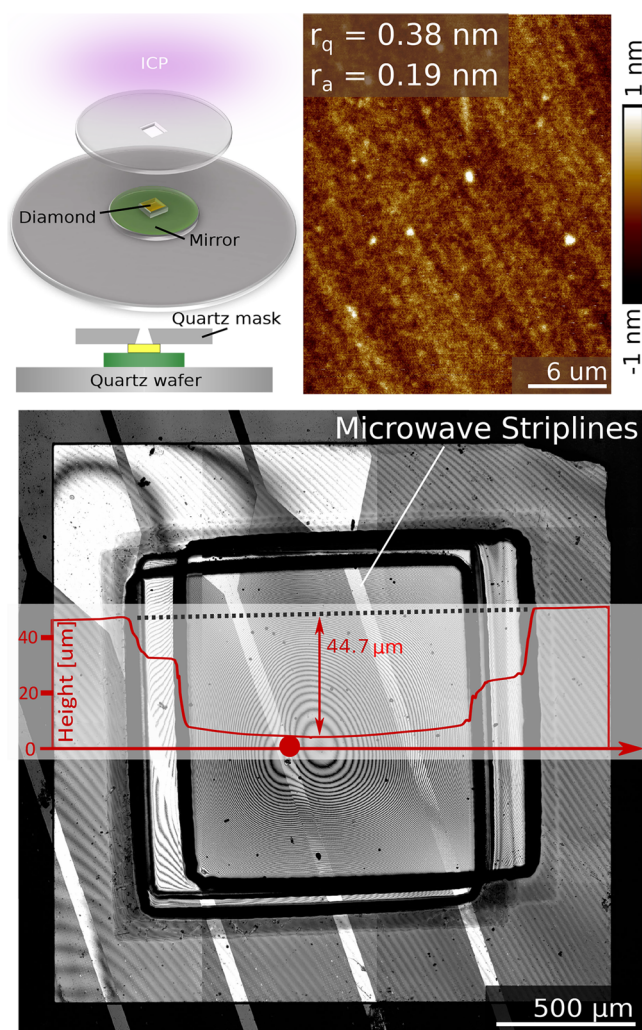 ICP
Diamond
Mirror
Quartz mask
Quartz wafer
r_q = 0.38 nm
r_a = 0.19 nm
6 um
1 nm
-1 nm
Microwave Striplines
Height [um]
40
20
0
44.7 µm
500 µm